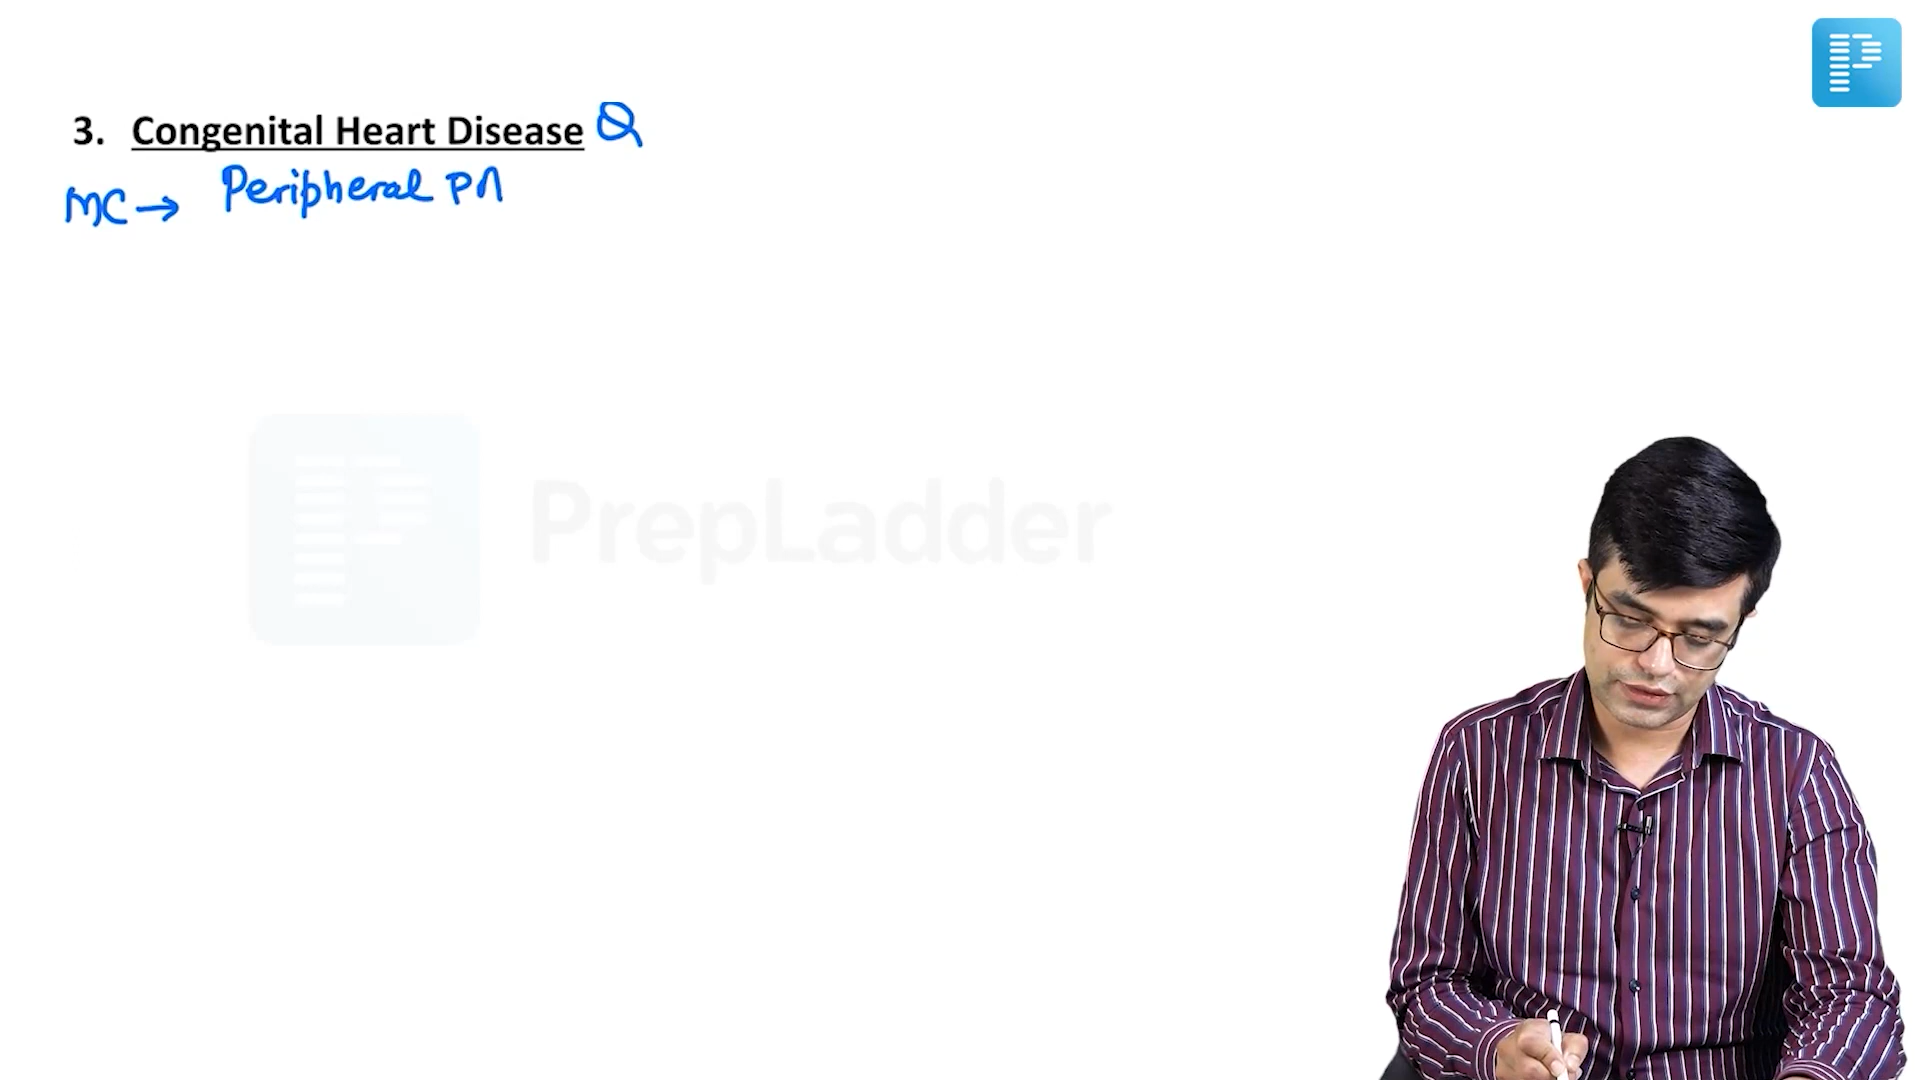 3. Congenital Heart Disease Q
MC → Peripheral PA
PrepLadder